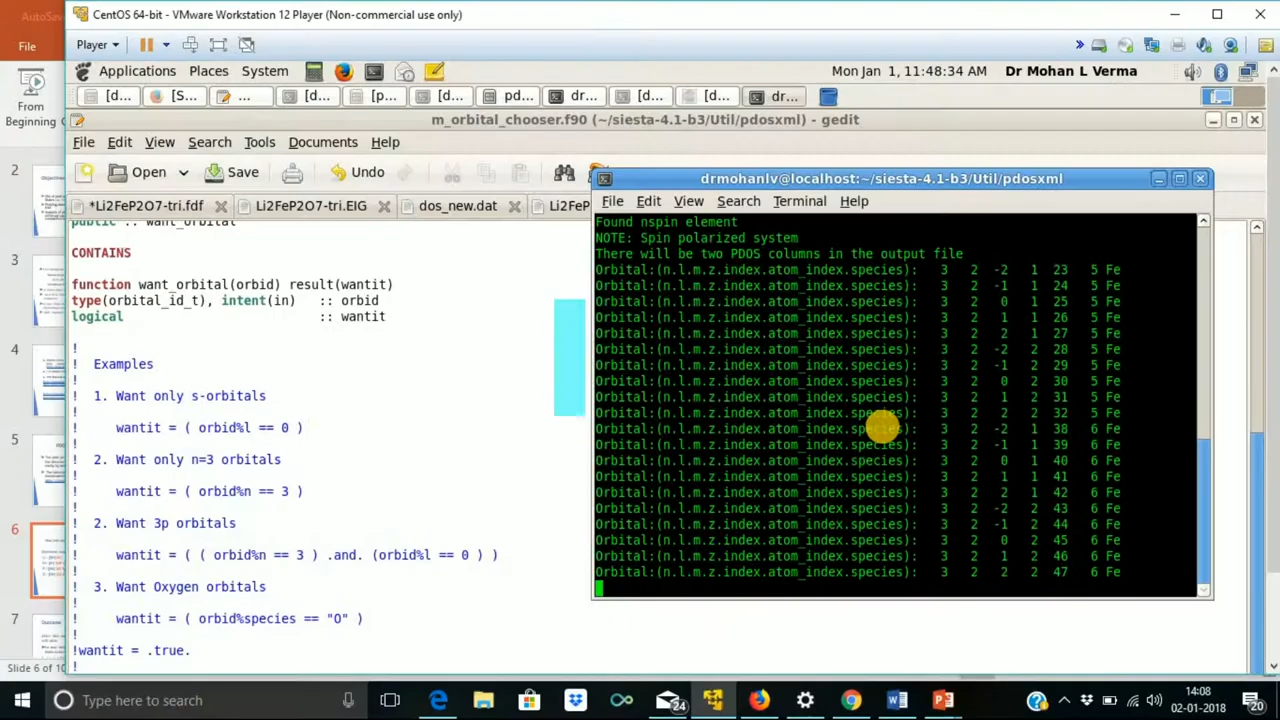 AutoSav
CentOS 64-bit - VMware Workstation 12 Player (Non-commercial use only)
File
Player
From
Beginning
Applications Places System
Mon Jan 1, 11:48:34 AM Dr Mohan L Verma
[d... [S... ... [d... [p... [d... pd... dr... [d... [d... dr...
m_orbital_chooser.f90 (~/siesta-4.1-b3/Util/pdosxml) - gedit
File Edit View Search Tools Documents Help
Open Save Undo
*Li2FeP2O7-tri.fdf Li2FeP2O7-tri.EIG dos_new.dat Li2FeP
public :: want_orbital
CONTAINS
function want_orbital(orbid) result(wantit)
type(orbital_id_t), intent(in) :: orbid
logical :: wantit
!
! Examples
!
! 1. Want only s-orbitals
!
! wantit = ( orbid%l == 0 )
!
! 2. Want only n=3 orbitals
!
! wantit = ( orbid%n == 3 )
!
! 2. Want 3p orbitals
!
! wantit = ( ( orbid%n == 3 ) .and. (orbid%l == 0 ) )
!
! 3. Want Oxygen orbitals
!
! wantit = ( orbid%species == "O" )
!
!wantit = .true.
!
drmohanlv@localhost:~/siesta-4.1-b3/Util/pdosxml
File Edit View Search Terminal Help
Found nspin element
NOTE: Spin polarized system
There will be two PDOS columns in the output file
Orbital:(n.l.m.z.index.atom_index.species): 3 2 -2 1 23 5 Fe
Orbital:(n.l.m.z.index.atom_index.species): 3 2 -1 1 24 5 Fe
Orbital:(n.l.m.z.index.atom_index.species): 3 2 0 1 25 5 Fe
Orbital:(n.l.m.z.index.atom_index.species): 3 2 1 1 26 5 Fe
Orbital:(n.l.m.z.index.atom_index.species): 3 2 2 1 27 5 Fe
Orbital:(n.l.m.z.index.atom_index.species): 3 2 -2 2 28 5 Fe
Orbital:(n.l.m.z.index.atom_index.species): 3 2 -1 2 29 5 Fe
Orbital:(n.l.m.z.index.atom_index.species): 3 2 0 2 30 5 Fe
Orbital:(n.l.m.z.index.atom_index.species): 3 2 1 2 31 5 Fe
Orbital:(n.l.m.z.index.atom_index.species): 3 2 2 2 32 5 Fe
Orbital:(n.l.m.z.index.atom_index.species): 3 2 -2 1 38 6 Fe
Orbital:(n.l.m.z.index.atom_index.species): 3 2 -1 1 39 6 Fe
Orbital:(n.l.m.z.index.atom_index.species): 3 2 0 1 40 6 Fe
Orbital:(n.l.m.z.index.atom_index.species): 3 2 1 1 41 6 Fe
Orbital:(n.l.m.z.index.atom_index.species): 3 2 2 1 42 6 Fe
Orbital:(n.l.m.z.index.atom_index.species): 3 2 -2 2 43 6 Fe
Orbital:(n.l.m.z.index.atom_index.species): 3 2 -1 2 44 6 Fe
Orbital:(n.l.m.z.index.atom_index.species): 3 2 0 2 45 6 Fe
Orbital:(n.l.m.z.index.atom_index.species): 3 2 1 2 46 6 Fe
Orbital:(n.l.m.z.index.atom_index.species): 3 2 2 2 47 6 Fe
2
3
4
5
6
7
Slide 6 of 10
Type here to search
24
14:08
02-01-2018
20